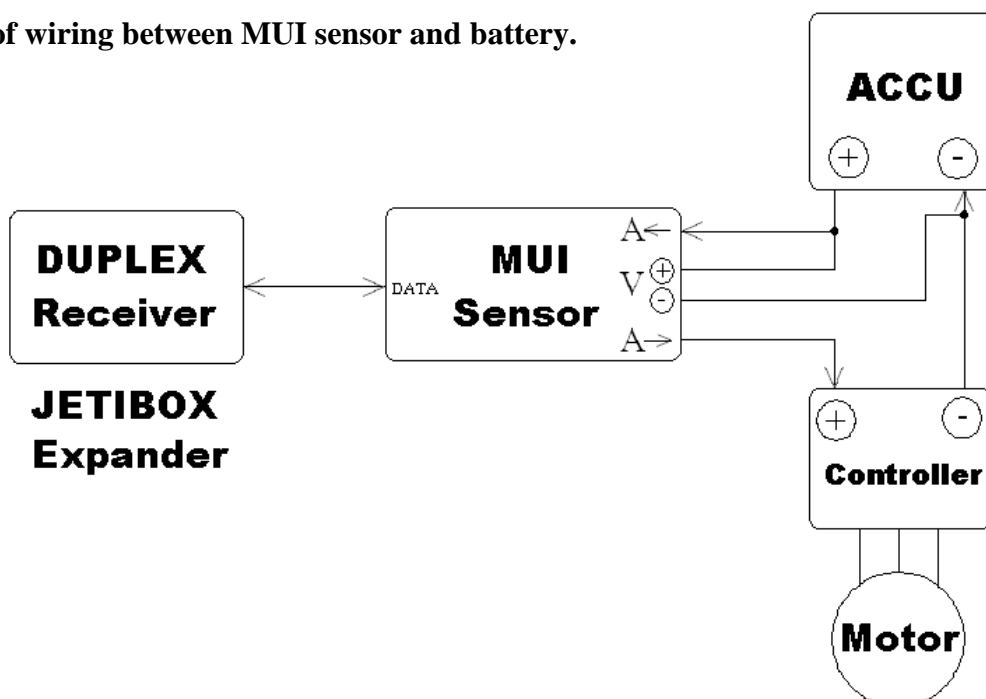 of wiring between MUI sensor and battery.
ACCU
+ -
DUPLEX
Receiver
JETIBOX
Expander
MUI
Sensor
DATA
A←
V +
-
A→
+ -
Controller
Motor